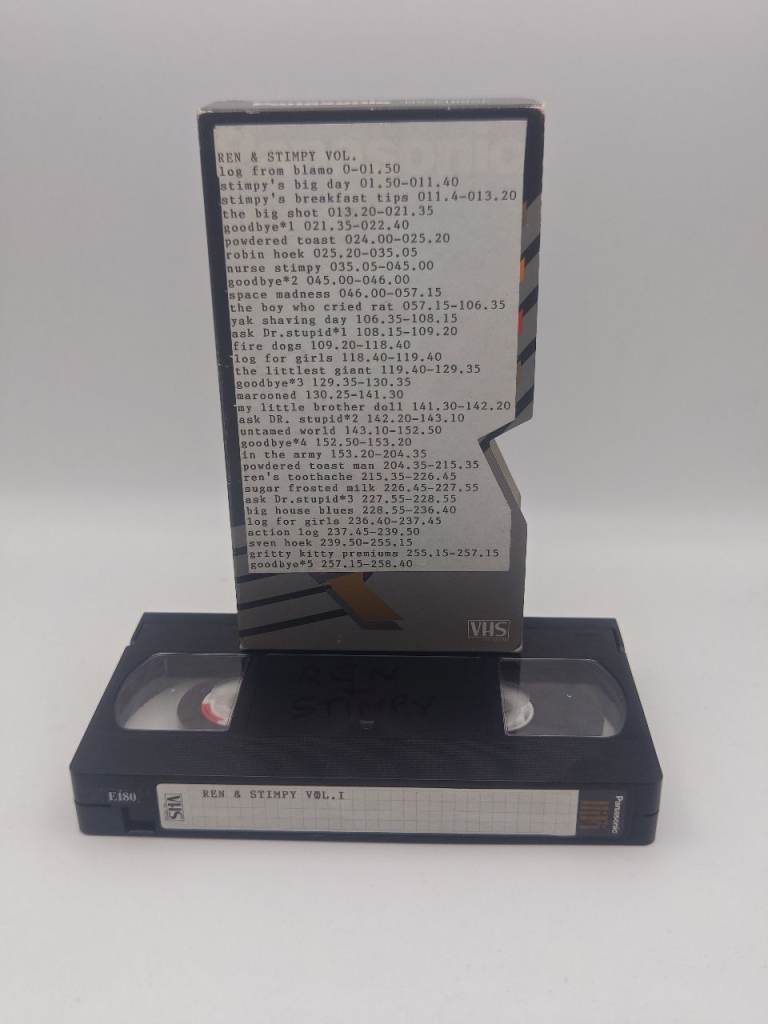 REN & STIMPY VOL.
log from blamo 0-01.50
stimpy's big day 01.50-011.40
stimpy's breakfast tips 011.4-013.20
the big shot 013.20-021.35
goodbye*1 021.35-022.40
powdered toast 024.00-025.20
robin hoek 025.20-035.05
nurse stimpy 035.05-045.00
goodbye*2 045.00-046.00
space madness 046.00-057.15
the boy who cried rat 057.15-106.35
yak shaving day 106.35-108.15
ask Dr.stupid*1 108.15-109.20
fire dogs 109.20-118.40
log for girls 118.40-119.40
the littlest giant 119.40-129.35
goodbye*3 129.35-130.35
marooned 130.25-141.30
my little brother doll 141.30-142.20
ask DR. stupid*2 142.20-143.10
untamed world 143.10-152.50
goodbye*4 152.50-153.20
in the army 153.20-204.35
powdered toast man 204.35-215.35
ren's toothache 215.35-226.45
sugar frosted milk 226.45-227.55
ask Dr.stupid*3 227.55-228.55
big house blues 228.55-236.40
log for girls 236.40-237.45
action log 237.45-239.50
sven hoek 239.50-255.15
gritty kitty premiums 255.15-257.15
goodbye*5 257.15-258.40
VHS
REN
STIMPY
E180
VHS
REN & STIMPY VOL.I
Panasonic